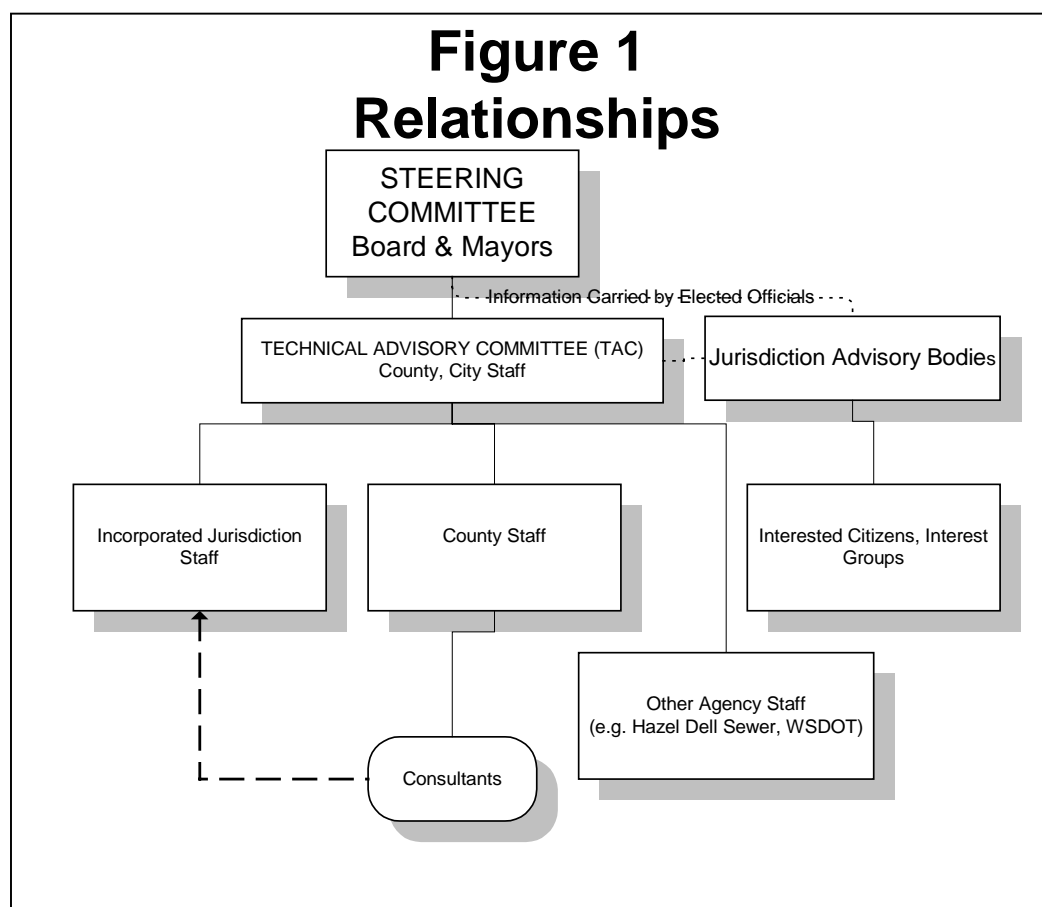 Figure 1
Relationships
STEERING
COMMITTEE
Board & Mayors
Information Carried by Elected Officials
TECHNICAL ADVISORY COMMITTEE (TAC)
County, City Staff
Jurisdiction Advisory Bodies
Incorporated Jurisdiction
Staff
County Staff
Interested Citizens, Interest
Groups
Other Agency Staff
(e.g. Hazel Dell Sewer, WSDOT)
Consultants